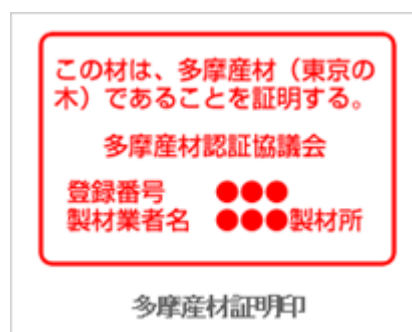 この材は、多摩産材（東京の
木）であることを証明する。
多摩産材認証協議会
登録番号　●●●
製材業者名　●●●製材所
多摩産材証明印